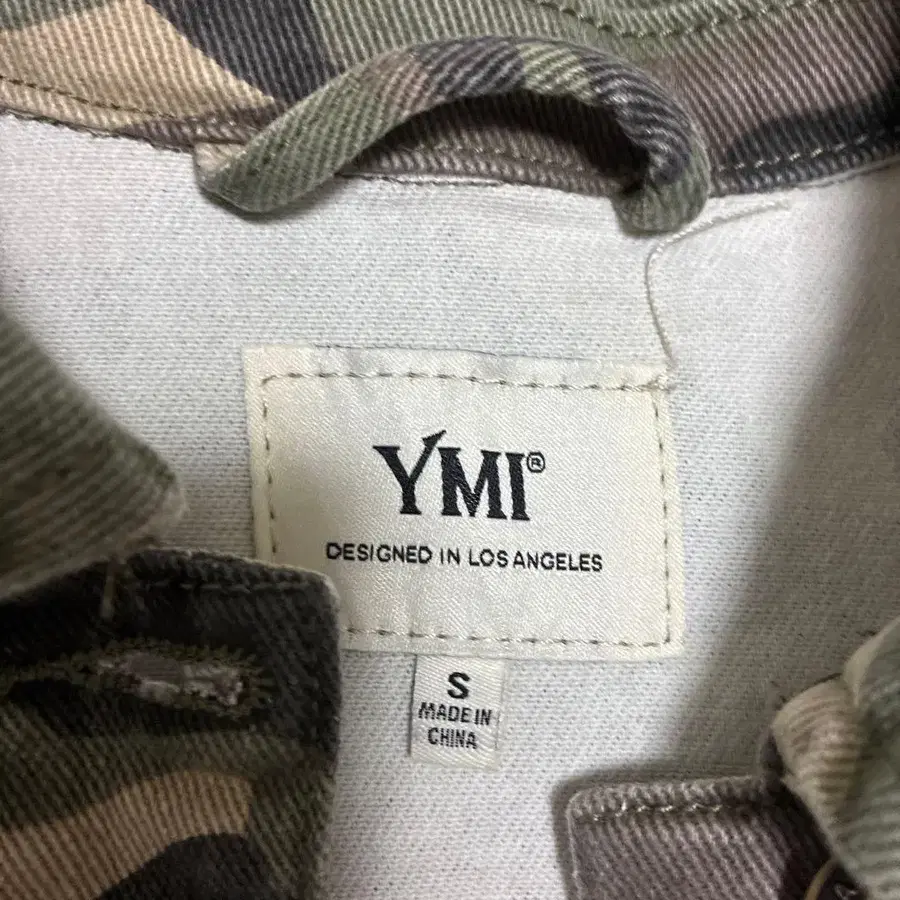 YMI®
DESIGNED IN LOS ANGELES
S
MADE IN
CHINA